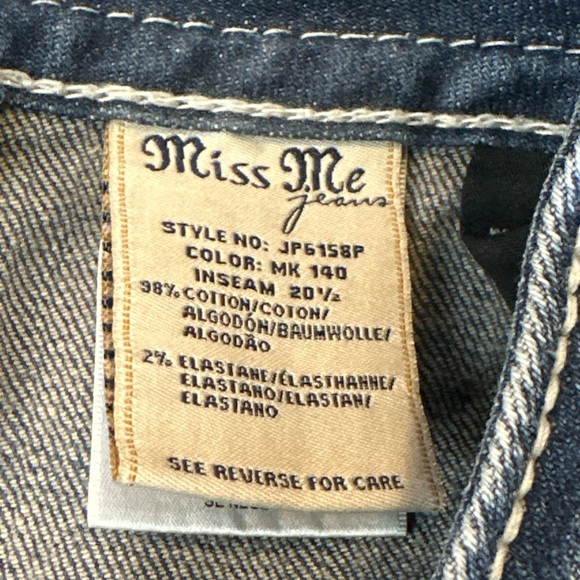 Miss Me
jeans
STYLE NO: JP6158P
COLOR: MK 140
INSEAM 20½
98% COTTON/COTON/
ALGODÓN/BAUMWOLLE/
ALGODÃO
2% ELASTANE/ÉLASTHANNE/
ELASTANO/ELASTAN/
ELASTANO
SEE REVERSE FOR CARE